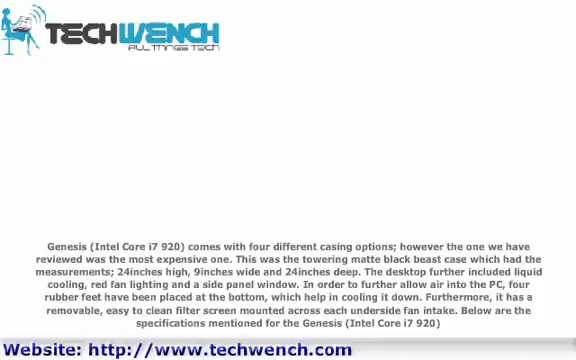 TECHWENCH
ALL THINGS TECH
Genesis (Intel Core i7 920) comes with four different casing options; however the one we have
reviewed was the most expensive one. This was the towering matte black beast case which had the
measurements; 24inches high, 9inches wide and 24inches deep. The desktop further included liquid
cooling, red fan lighting and a side panel window. In order to further allow air into the PC, four
rubber feet have been placed at the bottom, which help in cooling it down. Furthermore, it has a
removable, easy to clean filter screen mounted across each underside fan intake. Below are the
specifications mentioned for the Genesis (Intel Core i7 920)
Website: http://www.techwench.com